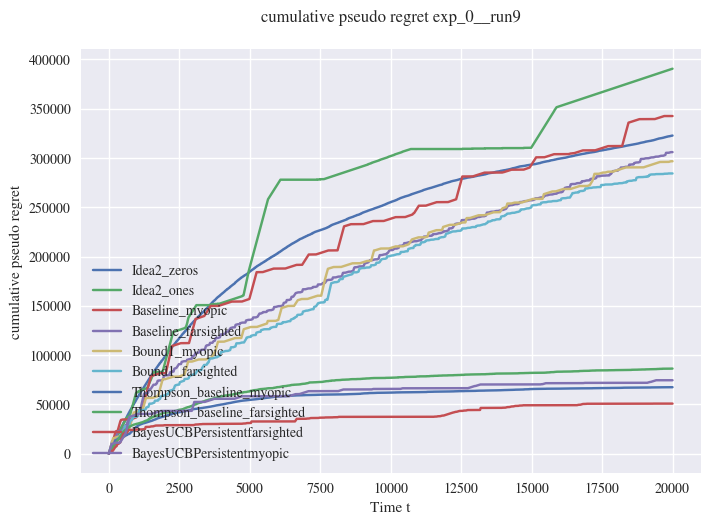 cumulative pseudo regret exp_0__run9
400000
350000
300000
250000
200000
150000
100000
50000
0
cumulative pseudo regret
Idea2_zeros
Idea2_ones
Baseline_myopic
Baseline_farsighted
Bound1_myopic
Bound1_farsighted
Thompson_baseline_myopic
Thompson_baseline_farsighted
BayesUCBPersistentfarsighted
BayesUCBPersistentmyopic
0 2500 5000 7500 10000 12500 15000 17500 20000
Time t